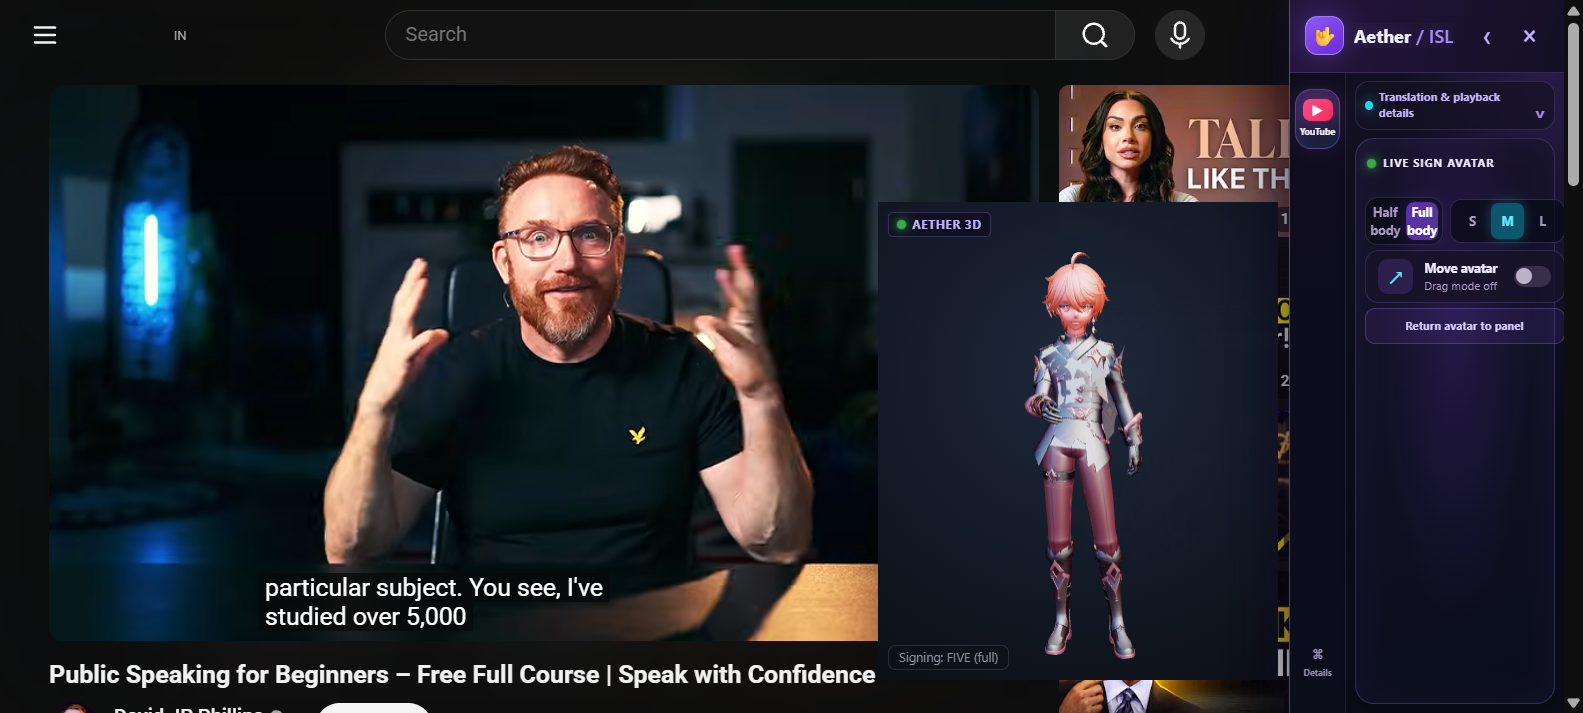 IN
Search
Aether / ISL
YouTube
Translation & playback
details
LIVE SIGN AVATAR
Half
body
Full
body
S
M
L
Move avatar
Drag mode off
Return avatar to panel
Details
LIKE TH
AETHER 3D
Signing: FIVE (full)
particular subject. You see, I've
studied over 5,000
Public Speaking for Beginners – Free Full Course | Speak with Confidence